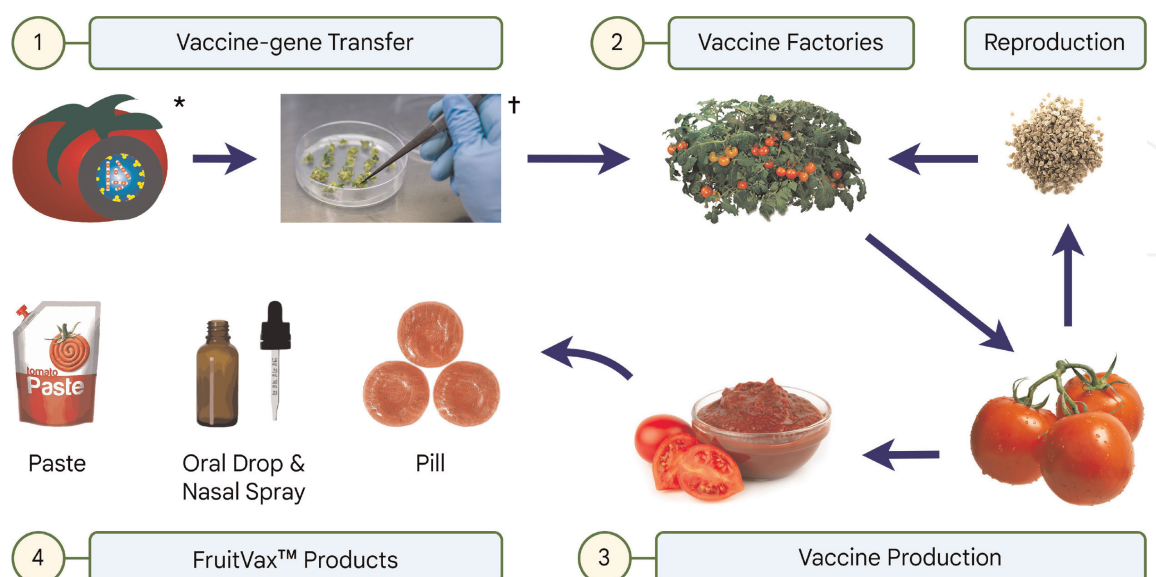 1
Vaccine-gene Transfer
2
Vaccine Factories
Reproduction
*
†
tomato
Paste
Paste
Oral Drop &
Nasal Spray
Pill
4
FruitVax™ Products
3
Vaccine Production